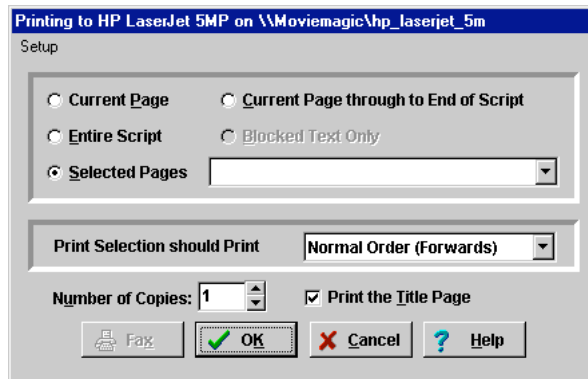 Printing to HP LaserJet 5MP on \\Moviemagic\hp_laserjet_5m
Setup
Current Page Current Page through to End of Script
Entire Script Blocked Text Only
Selected Pages
Print Selection should Print Normal Order (Forwards)
Number of Copies: 1 Print the Title Page
Fax OK Cancel ? Help